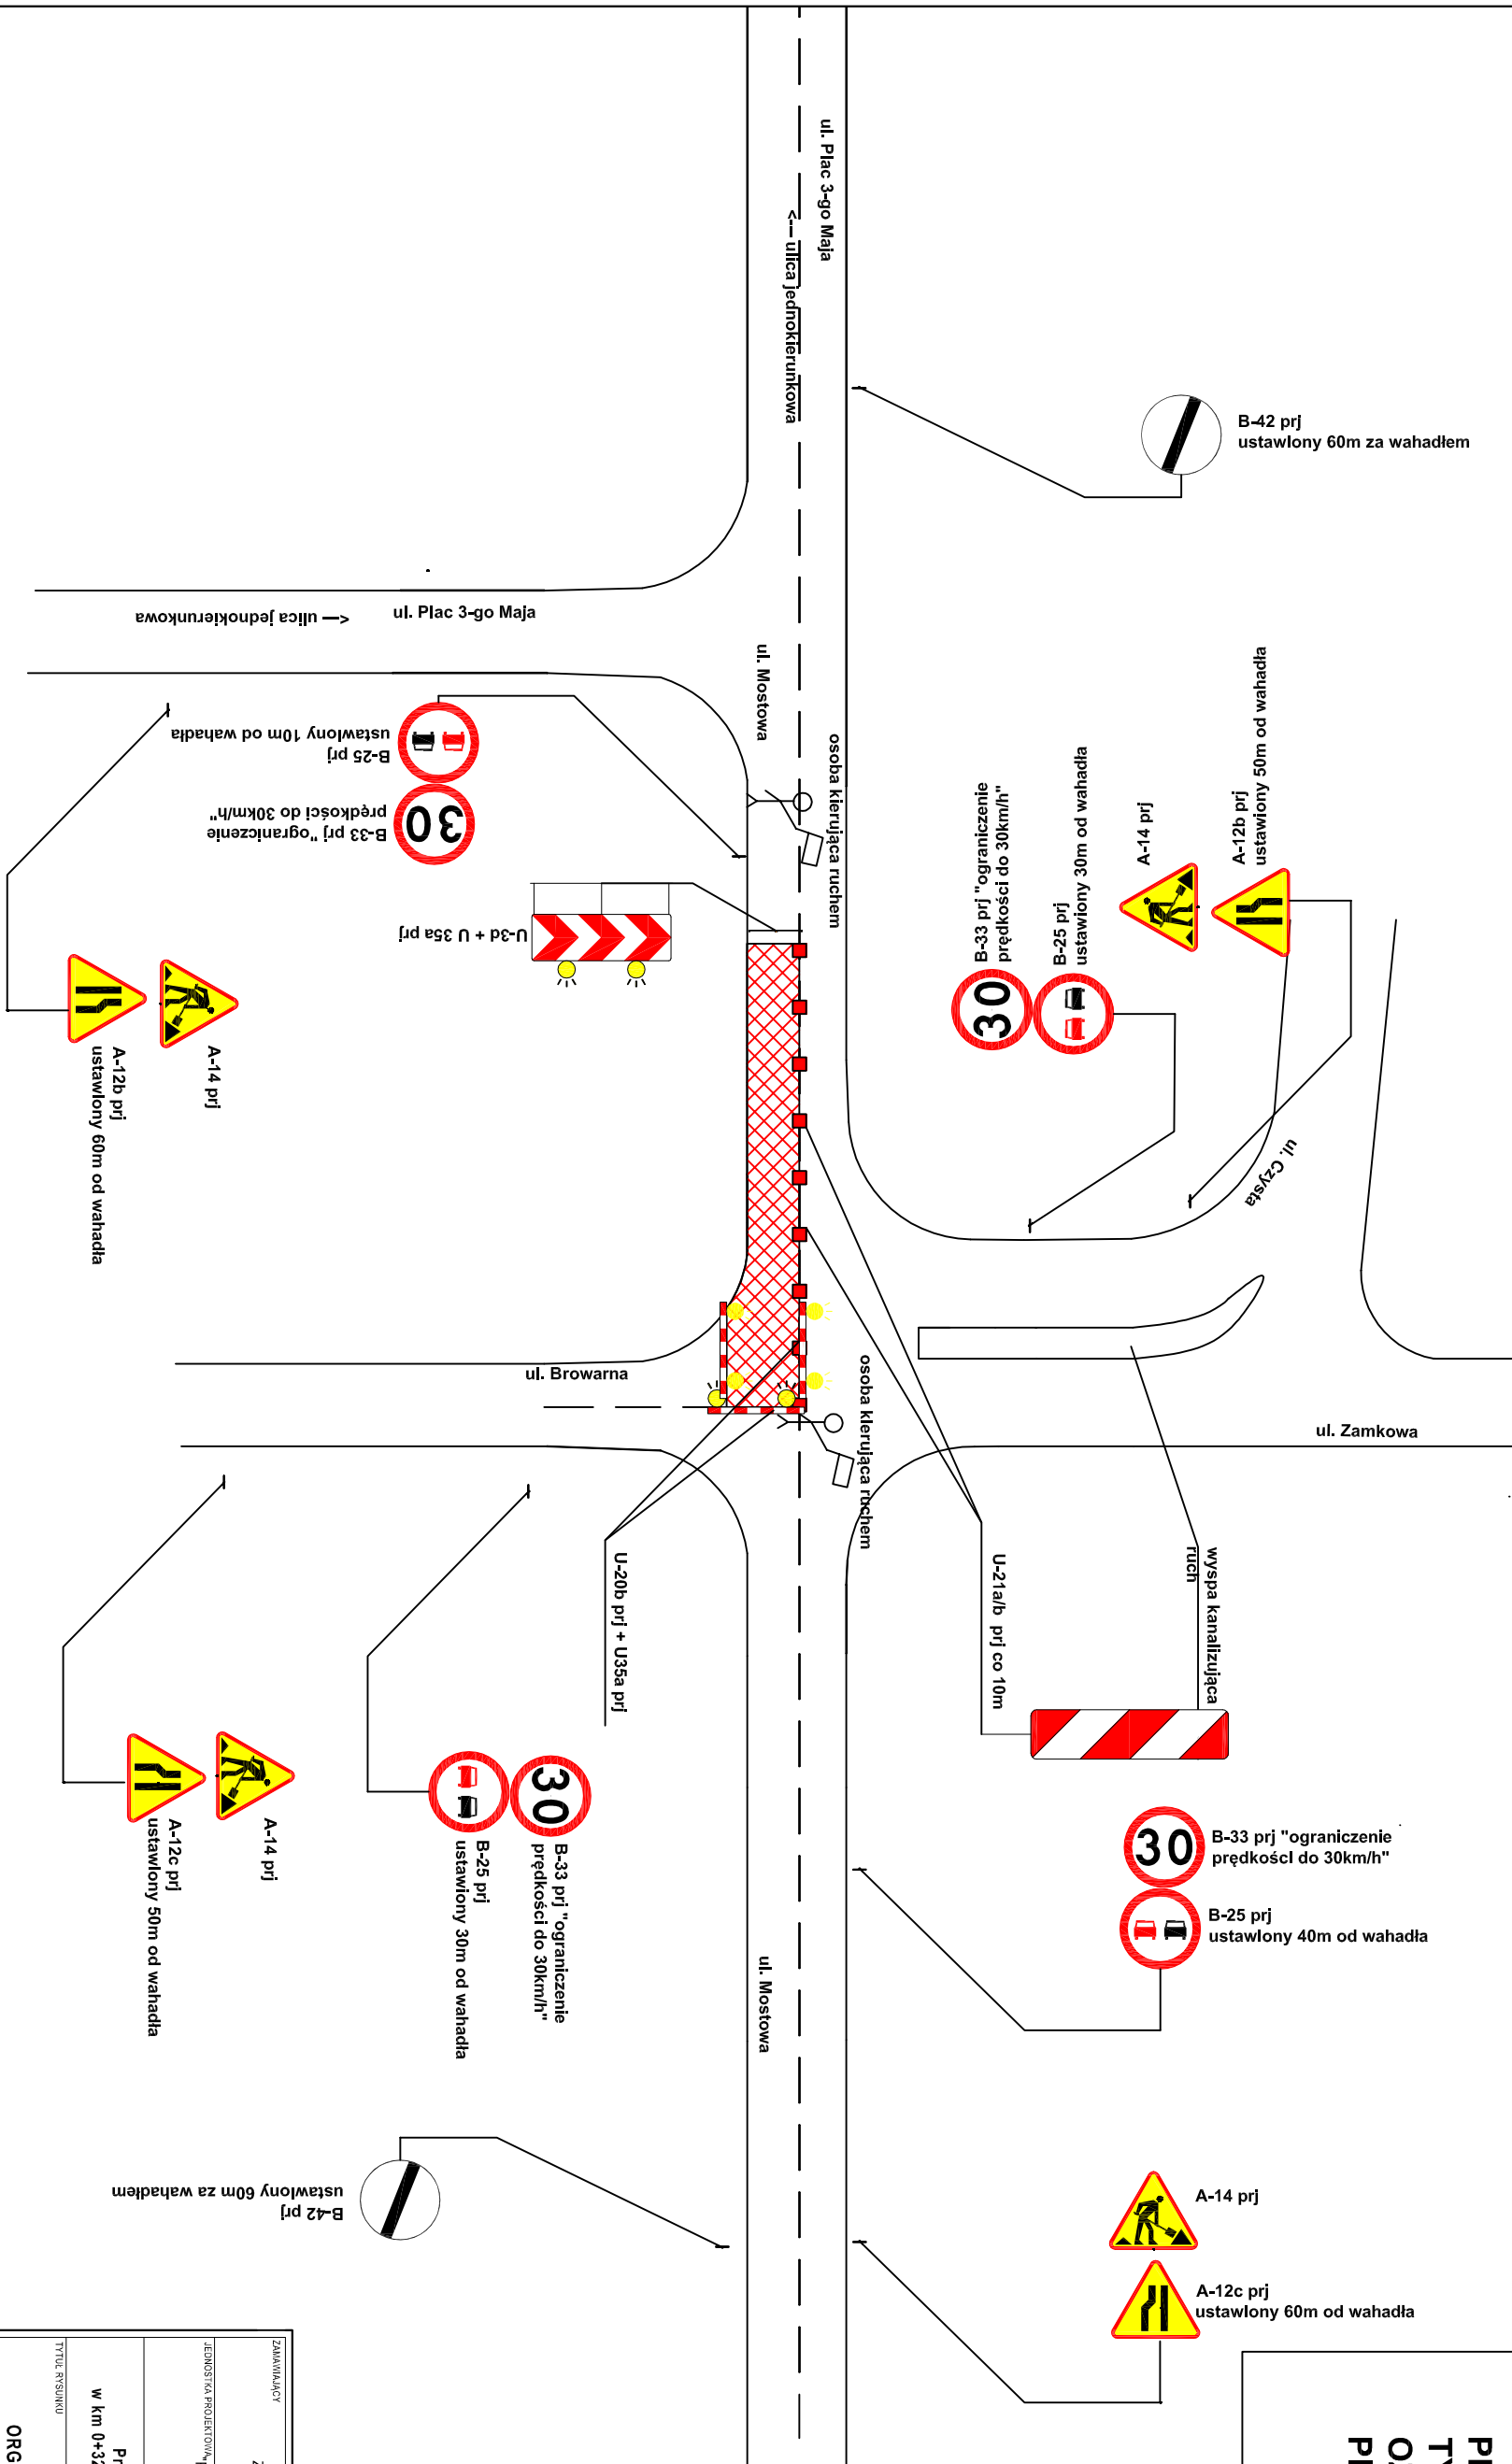 ul. Plac 3-go Maja
<--- ulica jednokierunkowa
B-42 prj
ustawiony 60m za wahadłem
ul. Plac 3-go Maja
<--- ulica jednokierunkowa
ul. Mostowa
osoba kierująca ruchem
B-25 prj
ustawiony 10m od wahadła
B-33 prj "ograniczenie
prędkości do 30km/h"
30
U-3d + U 35a prj
A-14 prj
A-12b prj
ustawiony 60m od wahadła
B-33 prj "ograniczenie
prędkości do 30km/h"
30
B-25 prj
ustawiony 30m od wahadła
A-14 prj
A-12b prj
ustawiony 50m od wahadła
ul. Czysta
ul. Browarna
osoba kierująca ruchem
ul. Zamkowa
U-20b prj + U35a prj
U-21a/b prj co 10m
wyspa kanalizująca
ruch
A-14 prj
A-12c prj
ustawiony 50m od wahadła
30
B-33 prj "ograniczenie
prędkości do 30km/h"
B-25 prj
ustawiony 30m od wahadła
30
B-33 prj "ograniczenie
prędkości do 30km/h"
B-25 prj
ustawiony 40m od wahadła
ul. Mostowa
B-42 prj
ustawiony 60m za wahadłem
A-14 prj
A-12c prj
ustawiony 60m od wahadła
ZAMAWIAJĄCY
JEDNOSTKA PROJEKTOWA
Pr
w km 0+32
TYTUŁ RYSUNKU
ORG